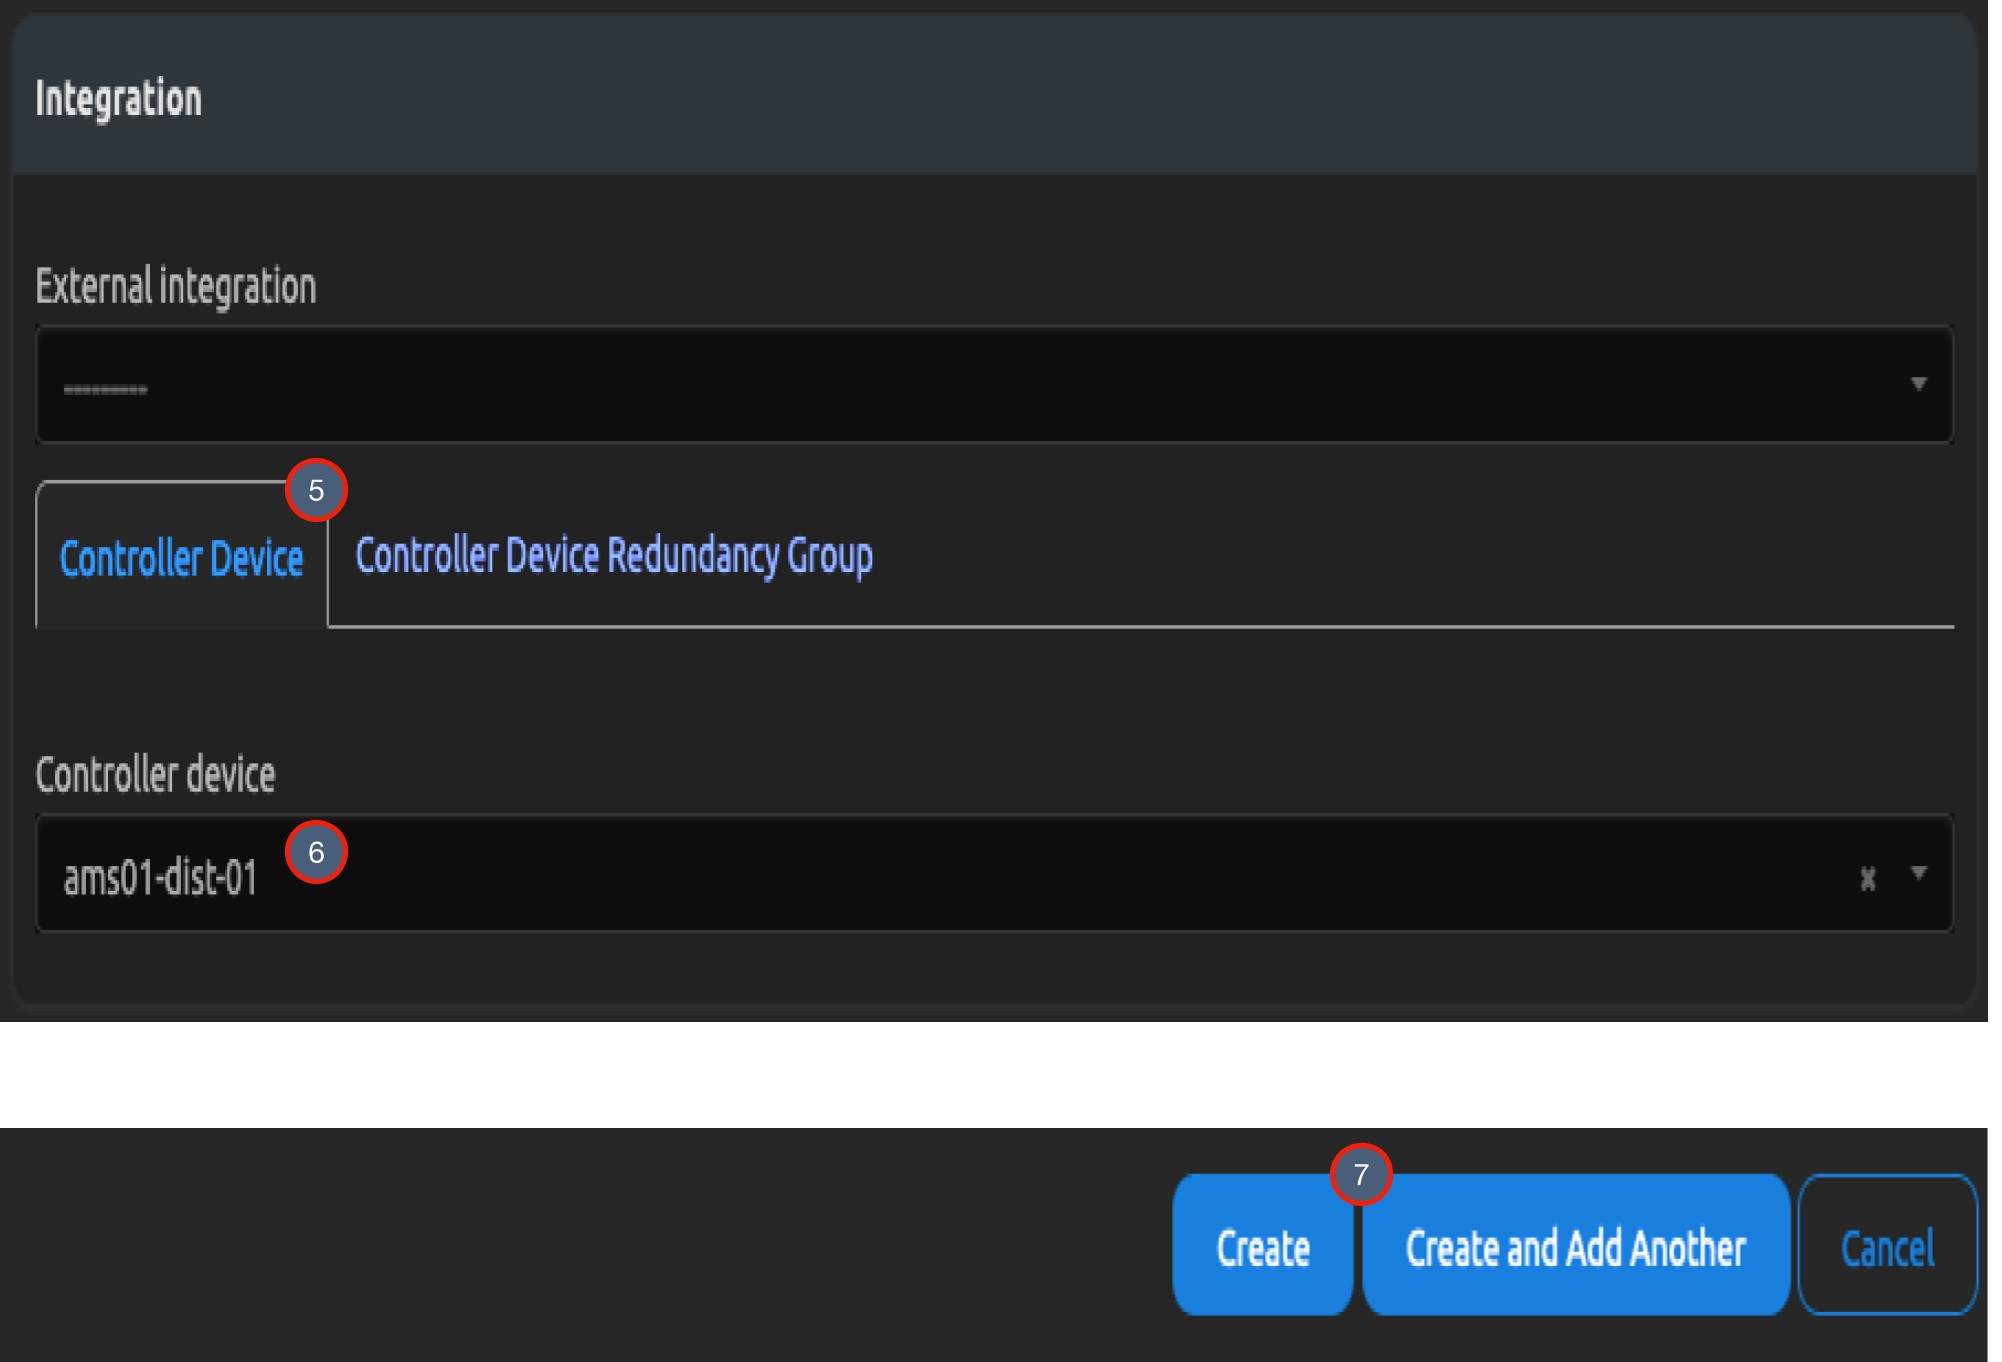 Integration
External integration
---------
5
Controller Device Controller Device Redundancy Group
Controller device
ams01-dist-01
6
7
Create Create and Add Another Cancel